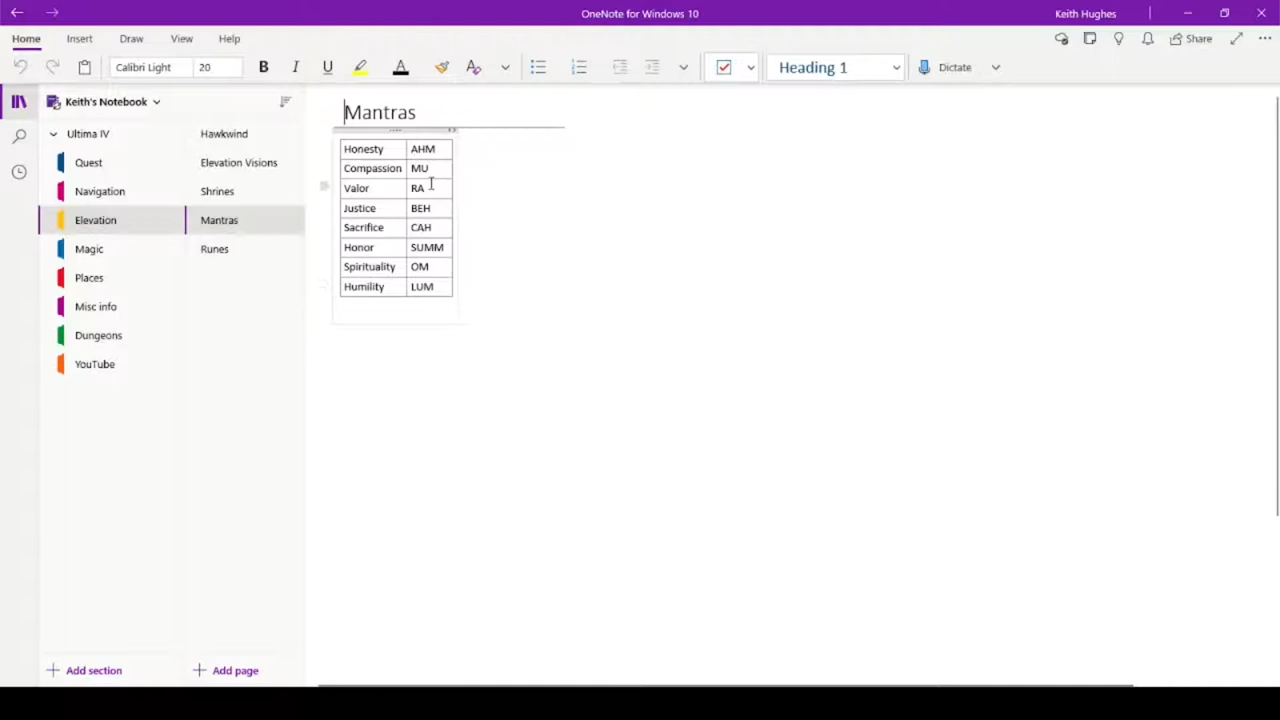 OneNote for Windows 10
Keith Hughes
Home Insert Draw View Help
Share
Calibri Light 20 B I U A Heading 1 Dictate
Keith's Notebook
Ultima IV
Quest
Navigation
Elevation
Magic
Places
Misc info
Dungeons
YouTube
Add section
Hawkwind
Elevation Visions
Shrines
Mantras
Runes
Add page
Mantras
Honesty AHM
Compassion MU
Valor RA
Justice BEH
Sacrifice CAH
Honor SUMM
Spirituality OM
Humility LUM